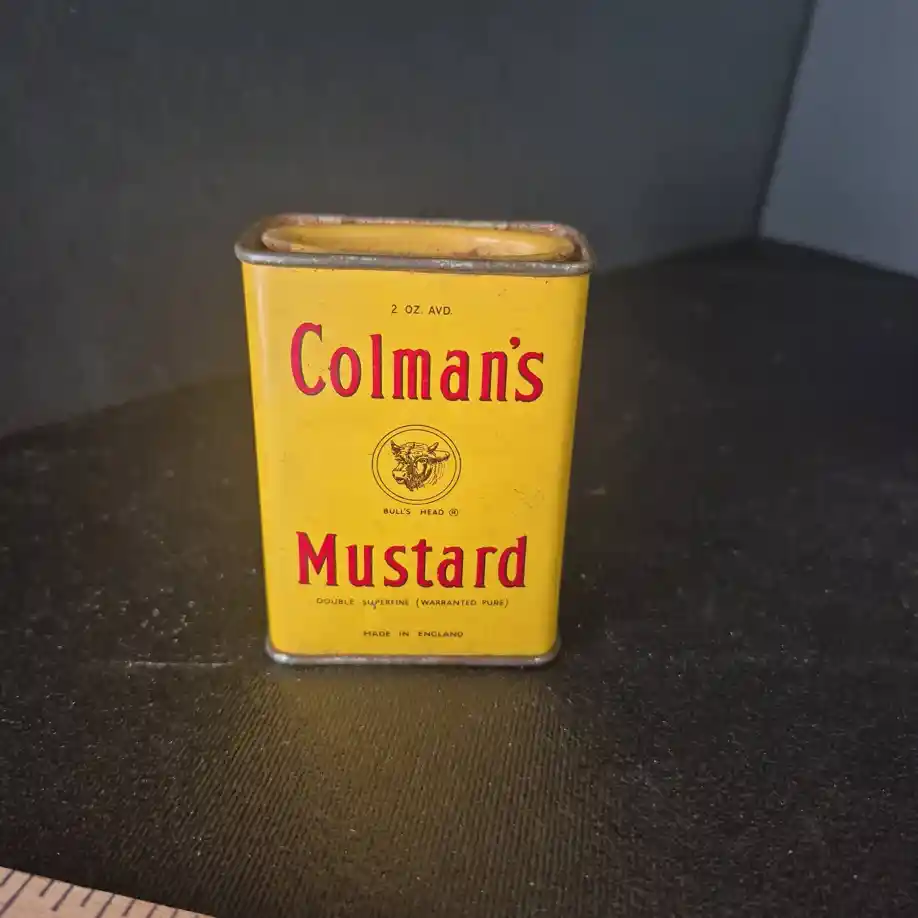 2 OZ. AVD.
Colman's
BULL'S HEAD ®
Mustard
DOUBLE SUPERFINE (WARRANTED PURE)
MADE IN ENGLAND